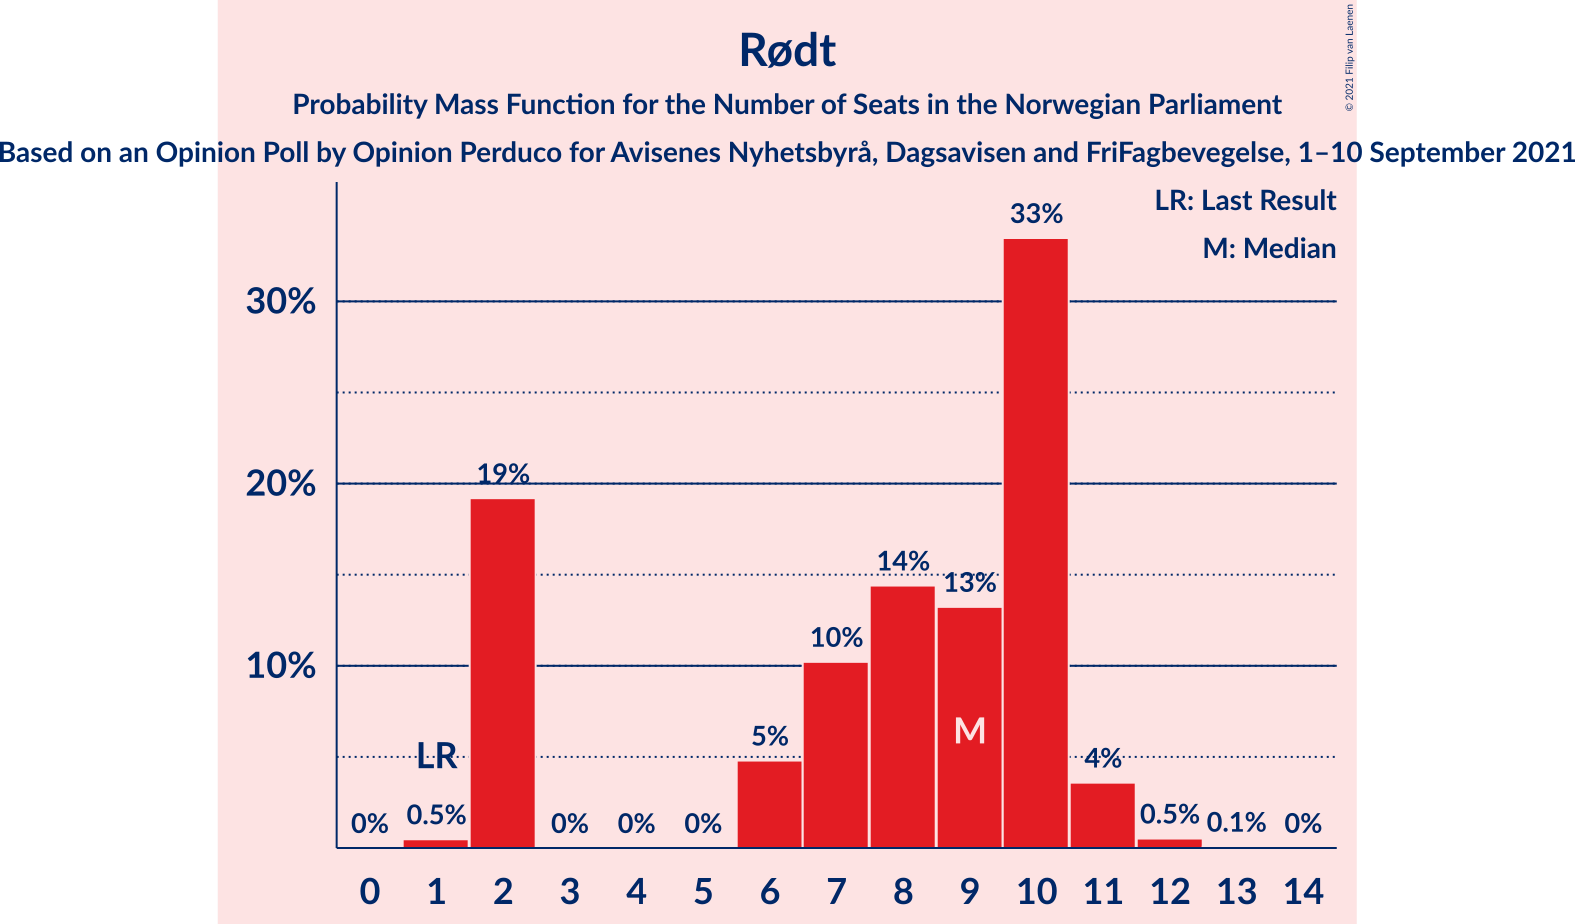 Rødt
Probability Mass Function for the Number of Seats in the Norwegian Parliament
Based on an Opinion Poll by Opinion Perduco for Avisenes Nyhetsbyrå, Dagsavisen and FriFagbevegelse, 1–10 September 2021
© 2021 Filip van Laenen
LR: Last Result
M: Median
30%
20%
10%
0%
0.5%
19%
0%
0%
0%
5%
10%
14%
13%
33%
4%
0.5%
0.1%
0%
LR
M
0 1 2 3 4 5 6 7 8 9 10 11 12 13 14